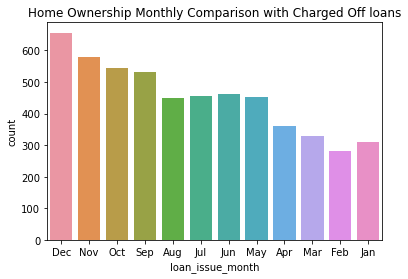 Home Ownership Monthly Comparison with Charged Off loans
600
500
400
300
200
100
0
count
Dec Nov Oct Sep Aug Jul Jun May Apr Mar Feb Jan
loan_issue_month